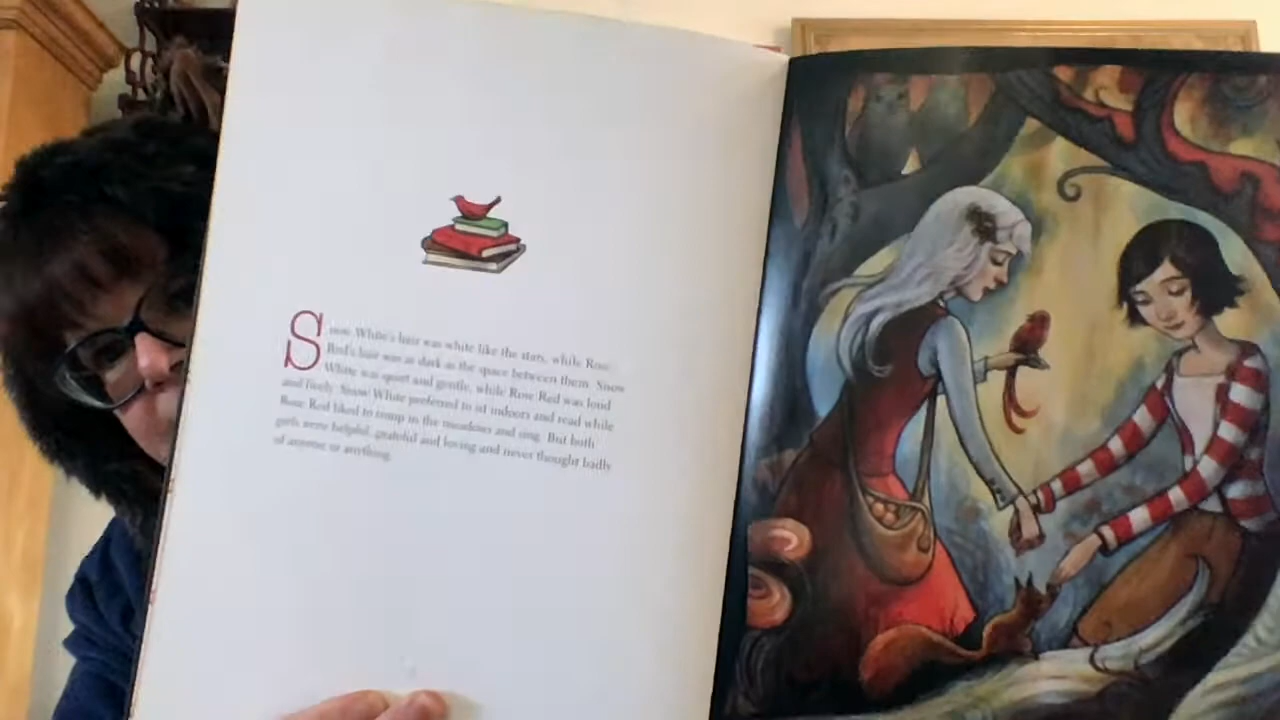 Snow White's hair was white like the stars, while Rose
Red's hair was as dark as the space between them. Snow
White was quiet and gentle, while Rose Red was loud
and lively. Snow White preferred to sit indoors and read while
Rose Red liked to romp in the meadows and sing. But both
girls were helpful, grateful and loving and never thought badly
of anyone or anything.